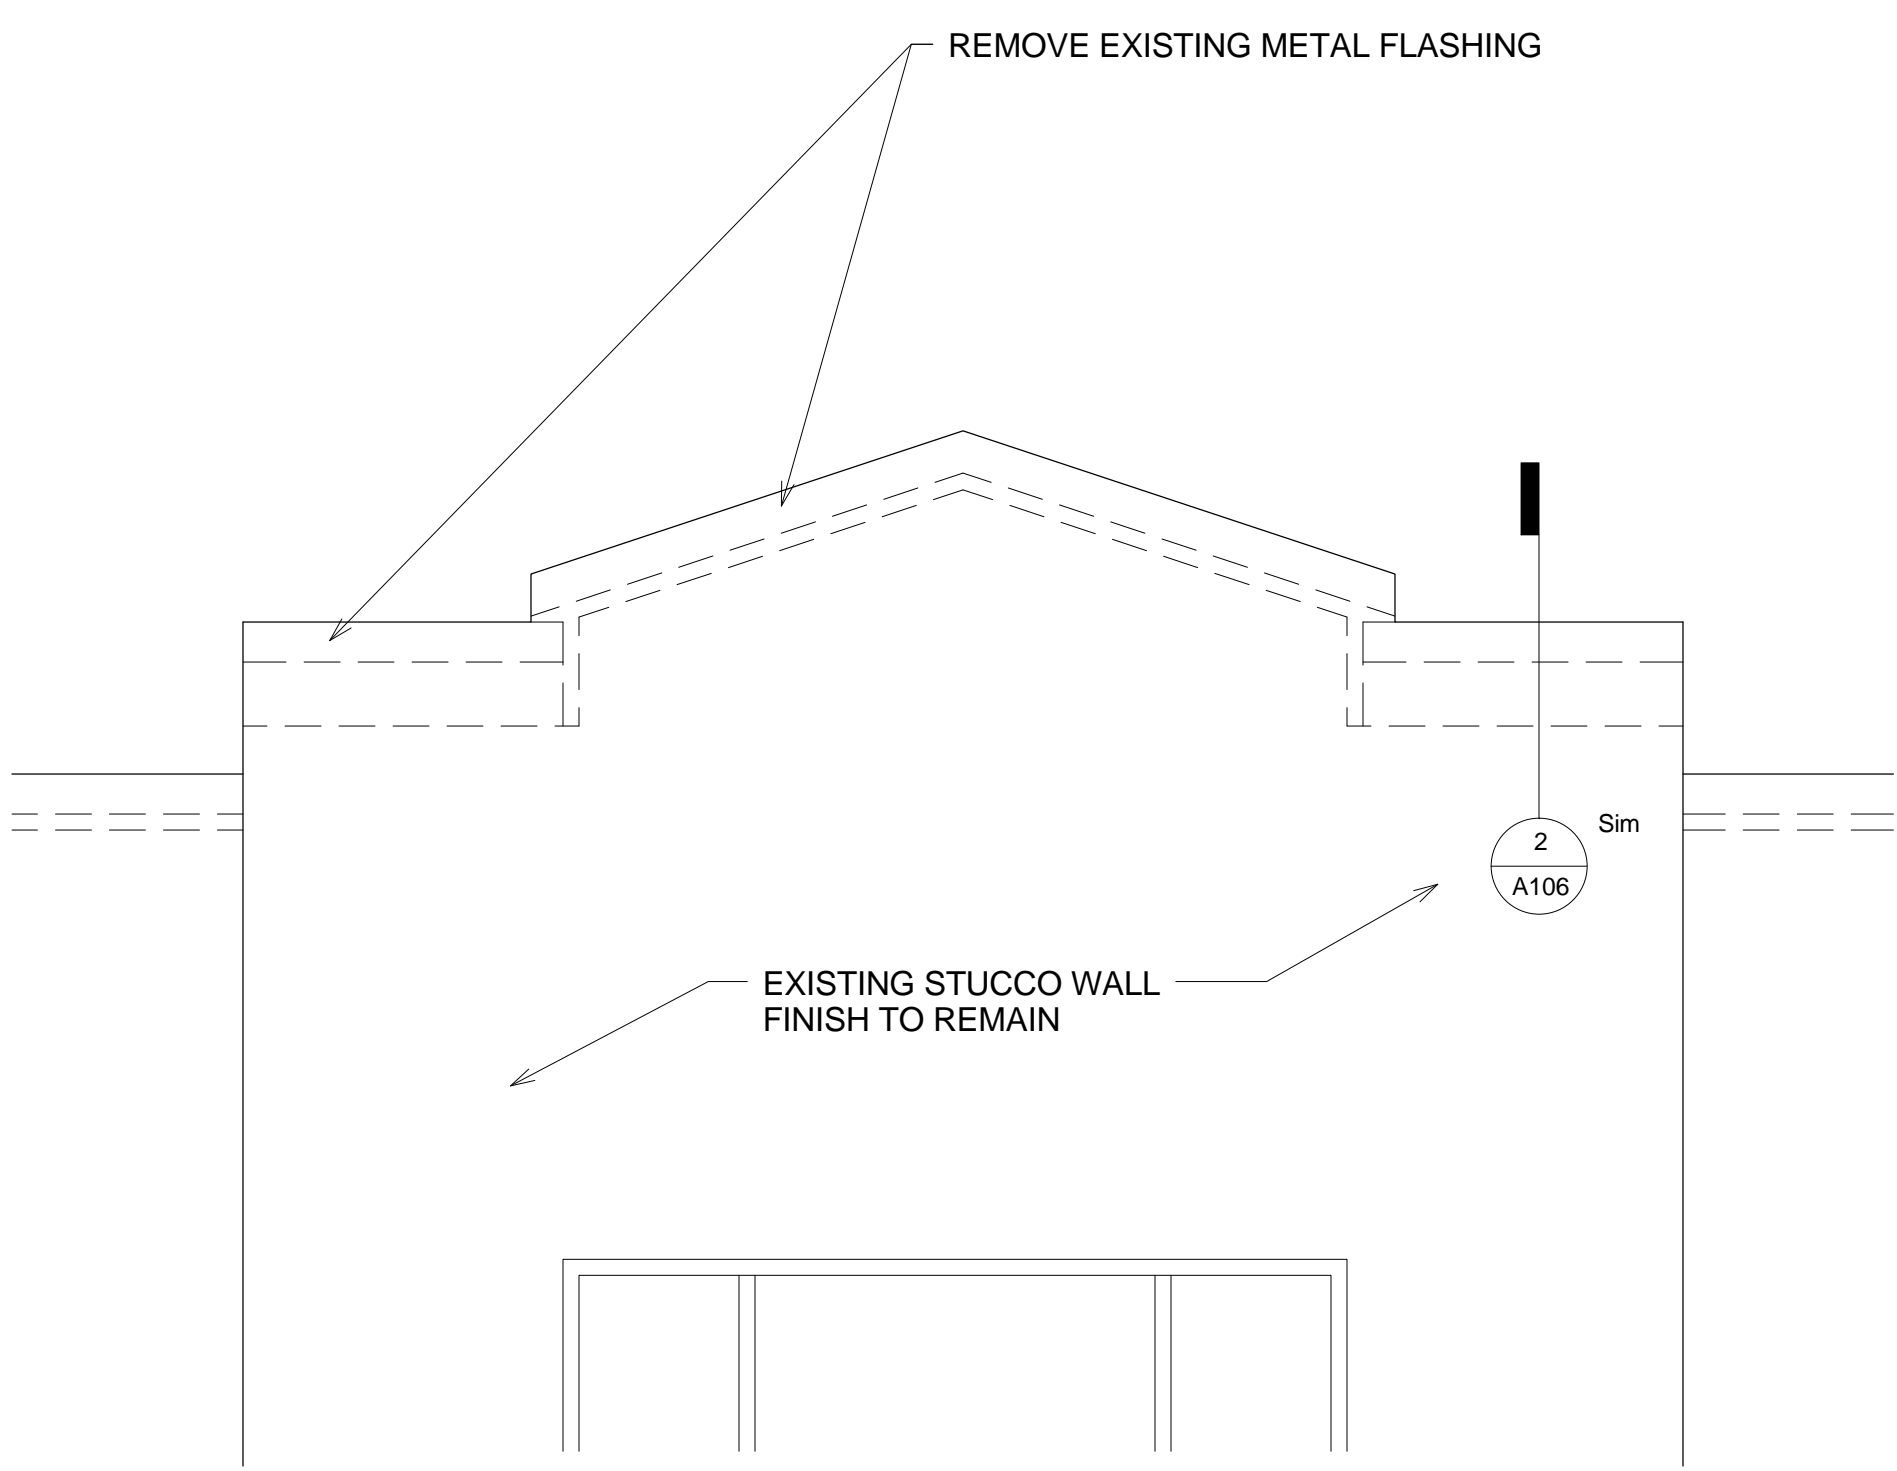 REMOVE EXISTING METAL FLASHING
Sim
2
A106
EXISTING STUCCO WALL
FINISH TO REMAIN